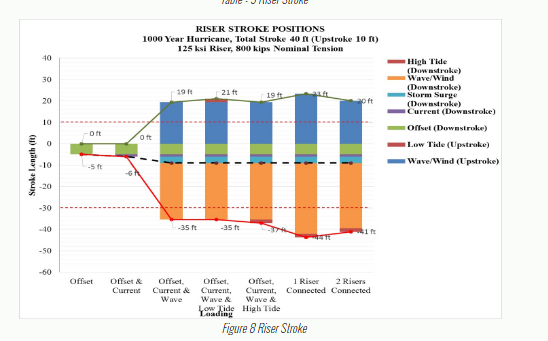 Table - 5 Riser Stroke
RISER STROKE POSITIONS
1000 Year Hurricane, Total Stroke 40 ft (Upstroke 10 ft)
125 ksi Riser, 800 kips Nominal Tension
Stroke Length (ft)
40
30
20
10
0
-10
-20
-30
-40
-50
-60
0 ft
0 ft
19 ft
21 ft
19 ft
23 ft
20 ft
-5 ft
-6 ft
-35 ft
-35 ft
-37 ft
-44 ft
-41 ft
Offset
Offset &
Current
Offset,
Current &
Wave
Offset,
Current,
Wave &
Low Tide
Offset,
Current,
Wave &
High Tide
1 Riser
Connected
2 Risers
Connected
Loading
High Tide
(Downstroke)
Wave/Wind
(Downstroke)
Storm Surge
(Downstroke)
Current (Downstroke)
Offset (Downstroke)
Low Tide (Upstroke)
Wave/Wind (Upstroke)
Figure 8 Riser Stroke